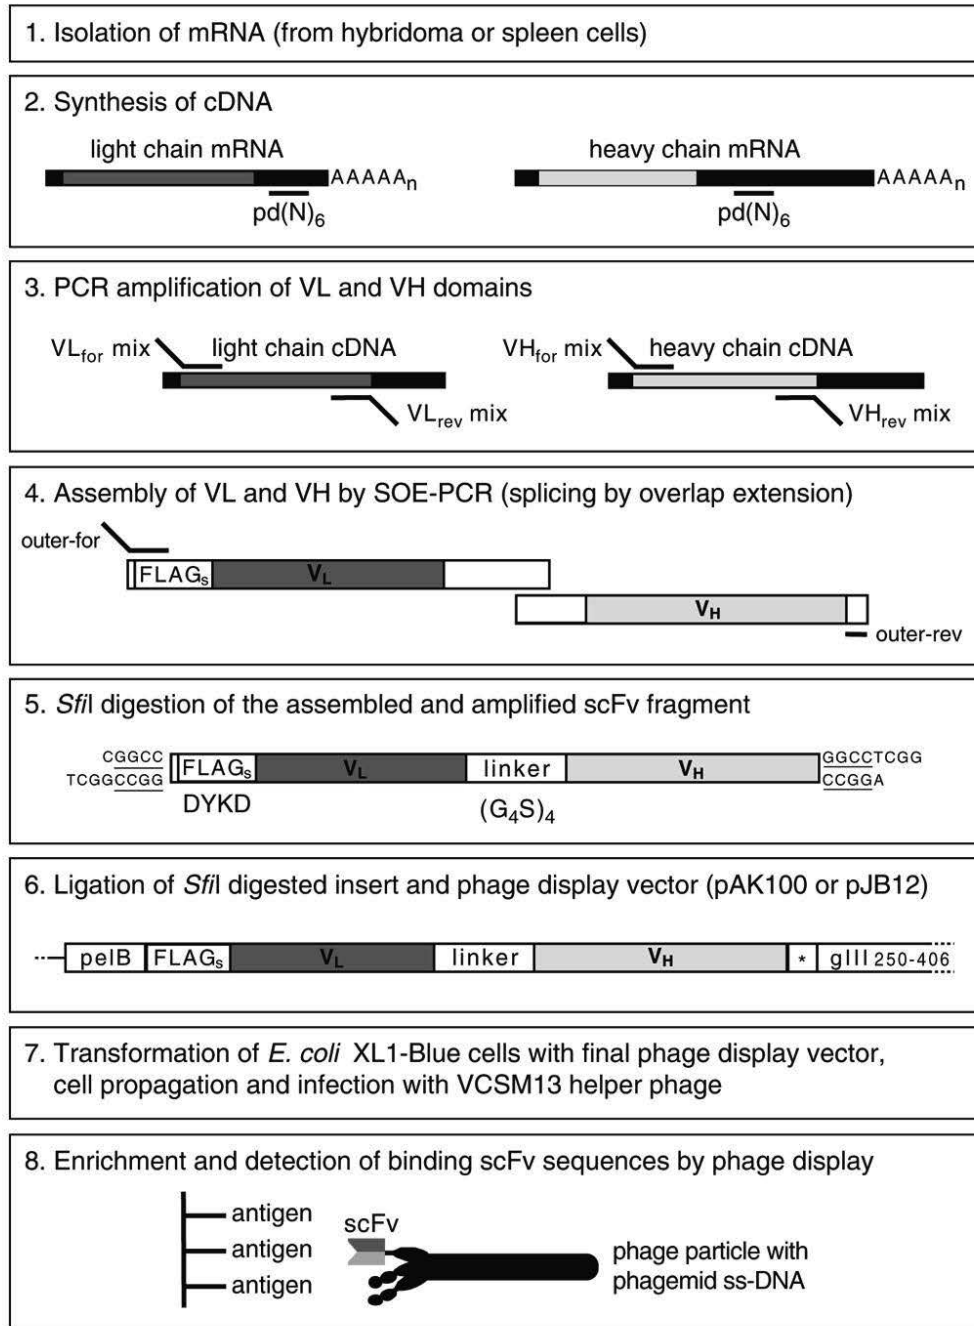 1. Isolation of mRNA (from hybridoma or spleen cells)
2. Synthesis of cDNA
light chain mRNA
heavy chain mRNA
AAAAAn
AAAAAn
pd(N)6
pd(N)6
3. PCR amplification of VL and VH domains
VLfor mix
light chain cDNA
VHfor mix
heavy chain cDNA
VLrev mix
VHrev mix
4. Assembly of VL and VH by SOE-PCR (splicing by overlap extension)
outer-for
FLAGs
VL
VH
outer-rev
5. SfiI digestion of the assembled and amplified scFv fragment
CGGCC
TCGGCCGG
FLAGs
VL
linker
VH
GGCCTCGG
CCGGA
DYKD
(G4S)4
6. Ligation of SfiI digested insert and phage display vector (pAK100 or pJB12)
pelB
FLAGs
VL
linker
VH
*
gIII 250-406
7. Transformation of E. coli XL1-Blue cells with final phage display vector,
cell propagation and infection with VCSM13 helper phage
8. Enrichment and detection of binding scFv sequences by phage display
antigen
antigen
antigen
scFv
phage particle with
phagemid ss-DNA